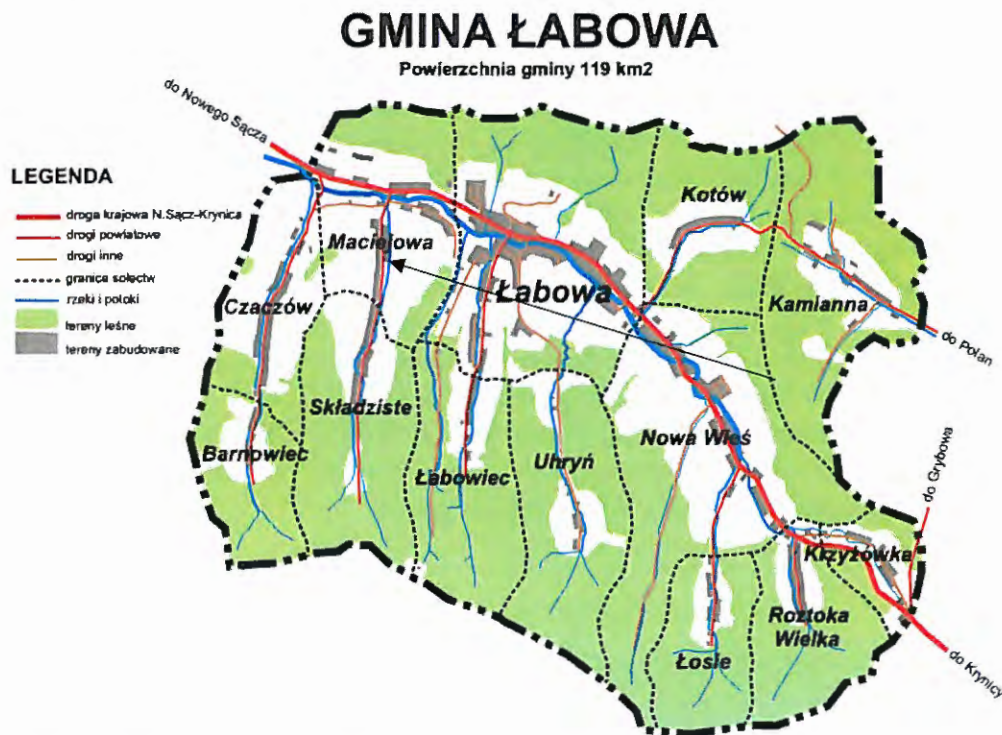 GMINA ŁABOWA
Powierzchnia gminy 119 km2
do Nowego Sącza
LEGENDA
droga krajowa N.Sącz-Krynica
drogi powiatowe
drogi inne
granice sołectw
rzeki i potoki
tereny leśne
tereny zabudowane
Kotów
Maciejowa
Czaczów
Łabowa
Kamianna
do Polan
Składziste
Barnowiec
Łabowiec
Uhryń
Nowa Wieś
do Grybowa
Krzyżówka
Roztoka
Wielka
Łosie
do Krynicy